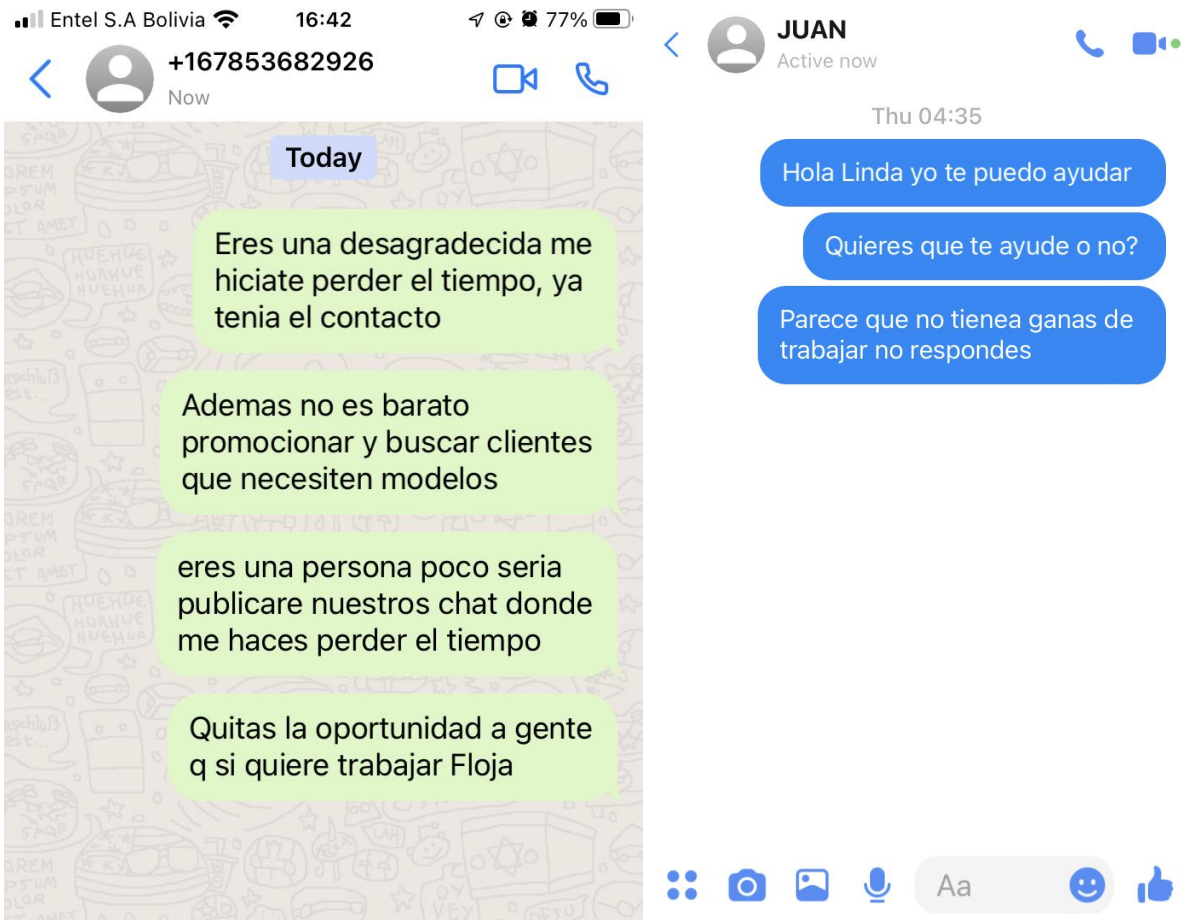 Entel S.A Bolivia 16:42 77%
+167853682926
Now
Today
Eres una desagradecida me
hiciate perder el tiempo, ya
tenia el contacto
Ademas no es barato
promocionar y buscar clientes
que necesiten modelos
eres una persona poco seria
publicare nuestros chat donde
me haces perder el tiempo
Quitas la oportunidad a gente
q si quiere trabajar Floja
JUAN
Active now
Thu 04:35
Hola Linda yo te puedo ayudar
Quieres que te ayude o no?
Parece que no tienea ganas de
trabajar no respondes
Aa